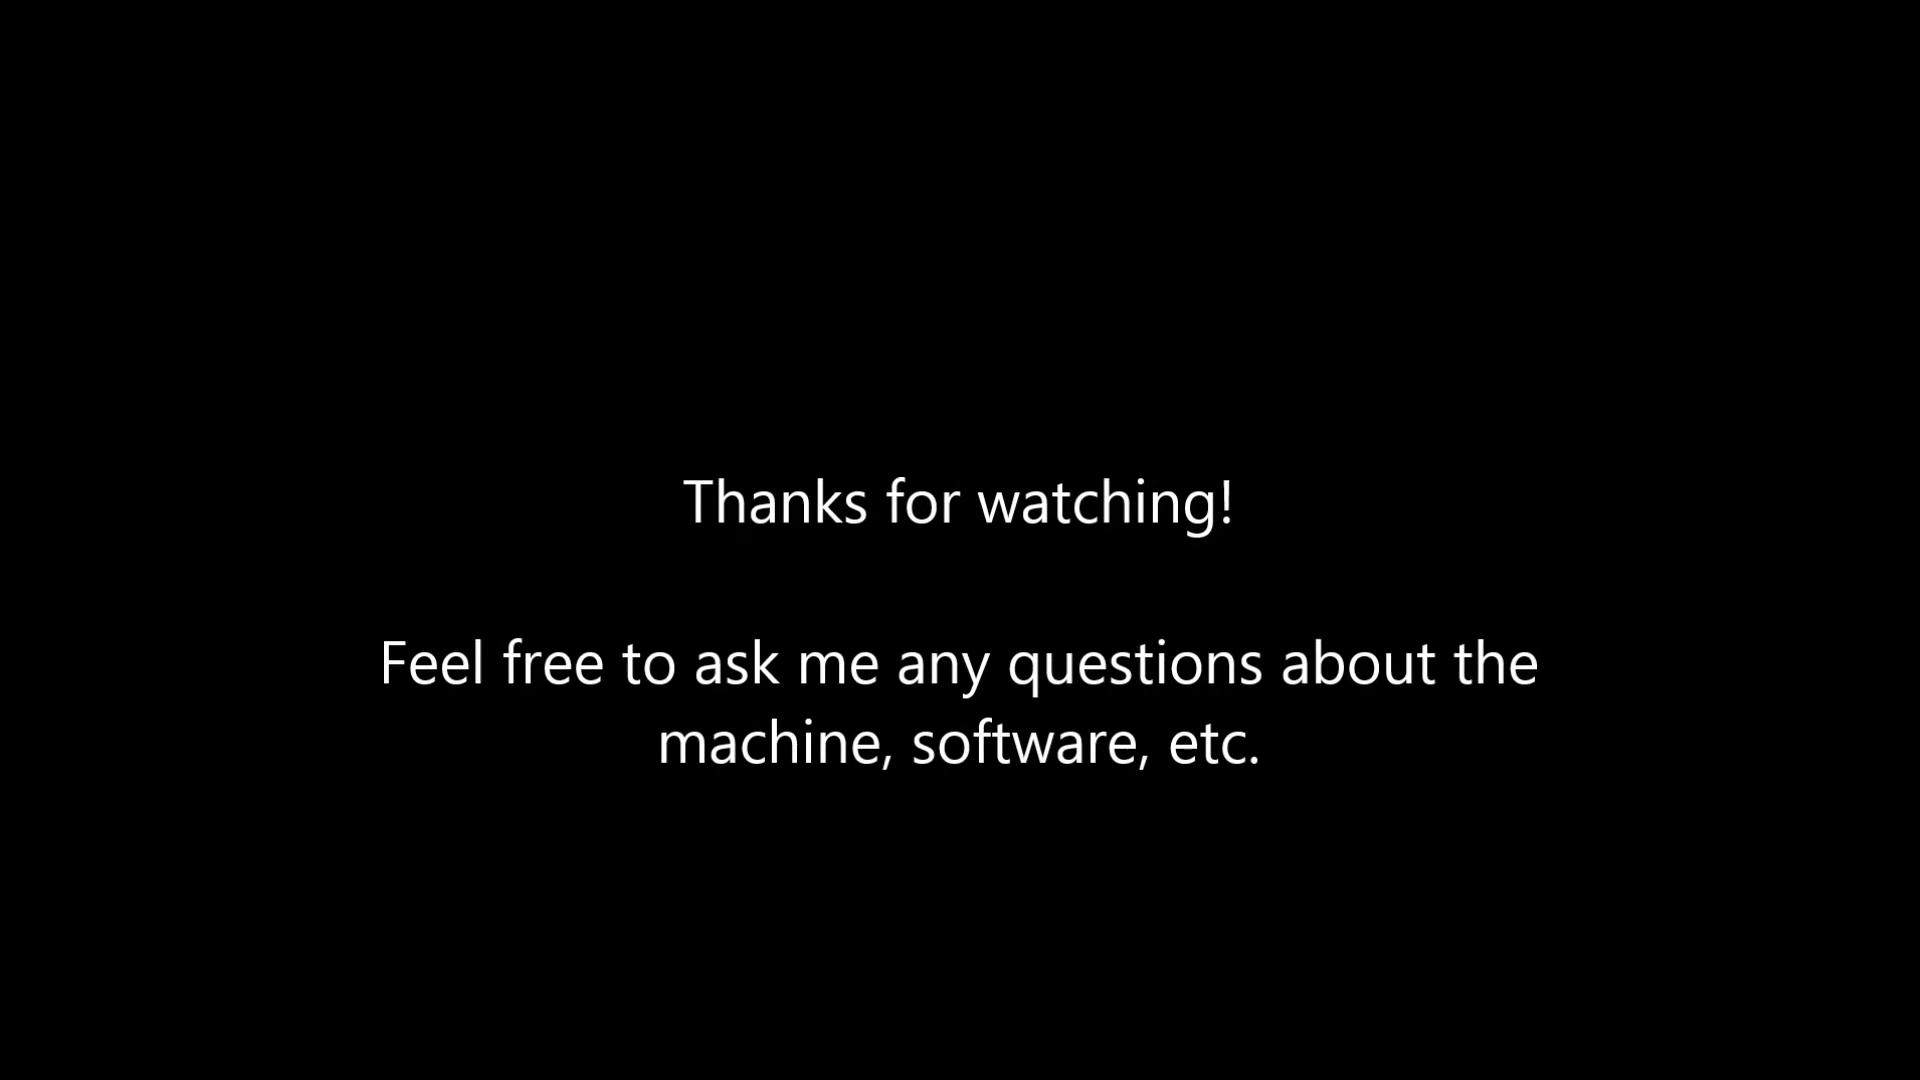 Thanks for watching!
Feel free to ask me any questions about the
machine, software, etc.